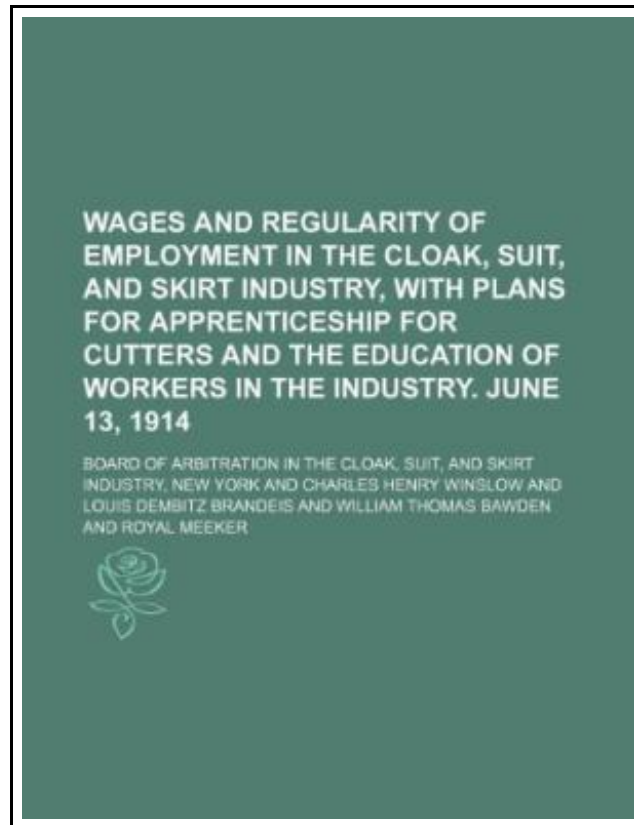 WAGES AND REGULARITY OF
EMPLOYMENT IN THE CLOAK, SUIT,
AND SKIRT INDUSTRY, WITH PLANS
FOR APPRENTICESHIP FOR
CUTTERS AND THE EDUCATION OF
WORKERS IN THE INDUSTRY. JUNE
13, 1914
BOARD OF ARBITRATION IN THE CLOAK, SUIT, AND SKIRT
INDUSTRY, NEW YORK AND CHARLES HENRY WINSLOW AND
LOUIS DEMBITZ BRANDEIS AND WILLIAM THOMAS BAWDEN
AND ROYAL MEEKER